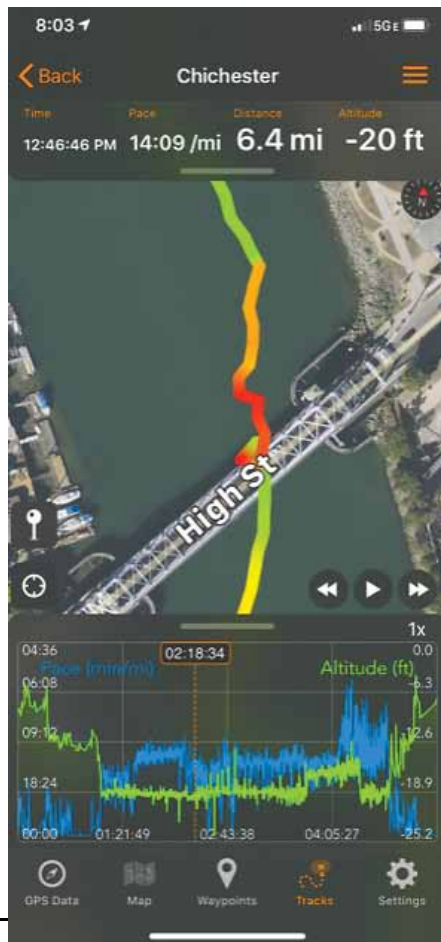 8:03
5GE
Back
Chichester
Time Pace Distance Altitude
12:46:46 PM 14:09 /mi 6.4 mi -20 ft
N
High St
1x
04:36 02:18:34 0.0
Pace (min/mi) Altitude (ft)
06:08 -6.3
09:12 -12.6
18:24 -18.9
00:00 01:21:49 02:43:38 04:05:27 -25.2
GPS Data Map Waypoints Tracks Settings